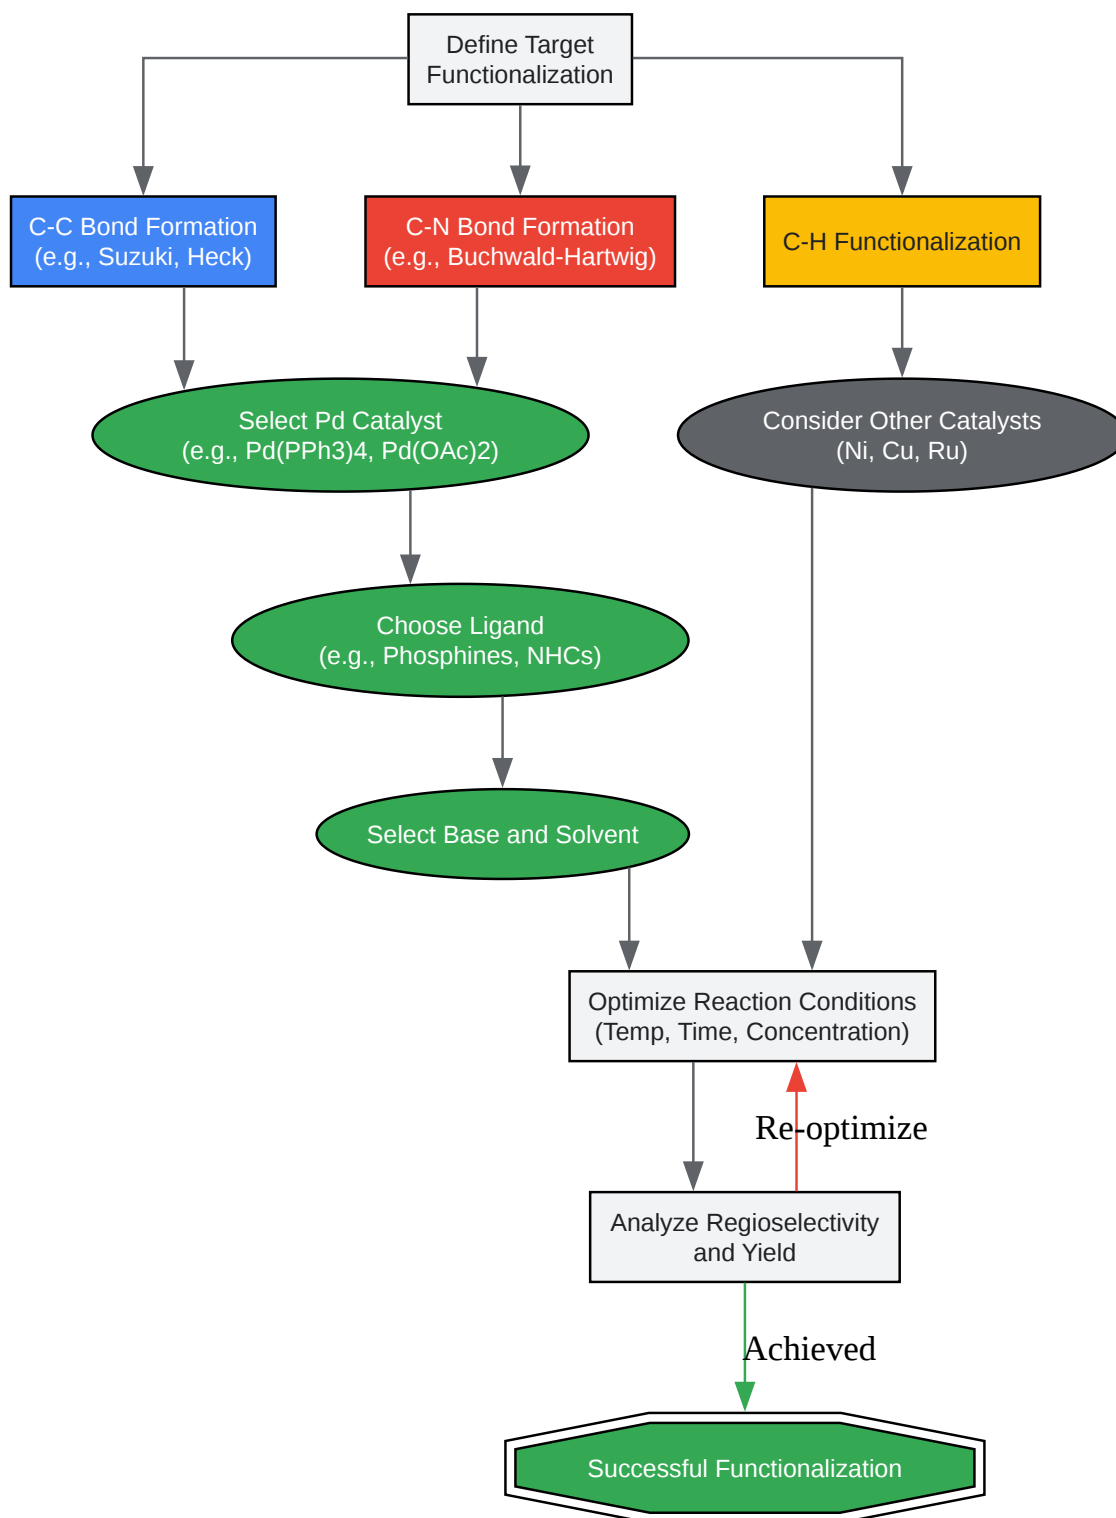 Define Target
Functionalization
C-C Bond Formation
(e.g., Suzuki, Heck)
C-N Bond Formation
(e.g., Buchwald-Hartwig)
C-H Functionalization
Select Pd Catalyst
(e.g., Pd(PPh3)4, Pd(OAc)2)
Consider Other Catalysts
(Ni, Cu, Ru)
Choose Ligand
(e.g., Phosphines, NHCs)
Select Base and Solvent
Optimize Reaction Conditions
(Temp, Time, Concentration)
Re-optimize
Analyze Regioselectivity
and Yield
Achieved
Successful Functionalization